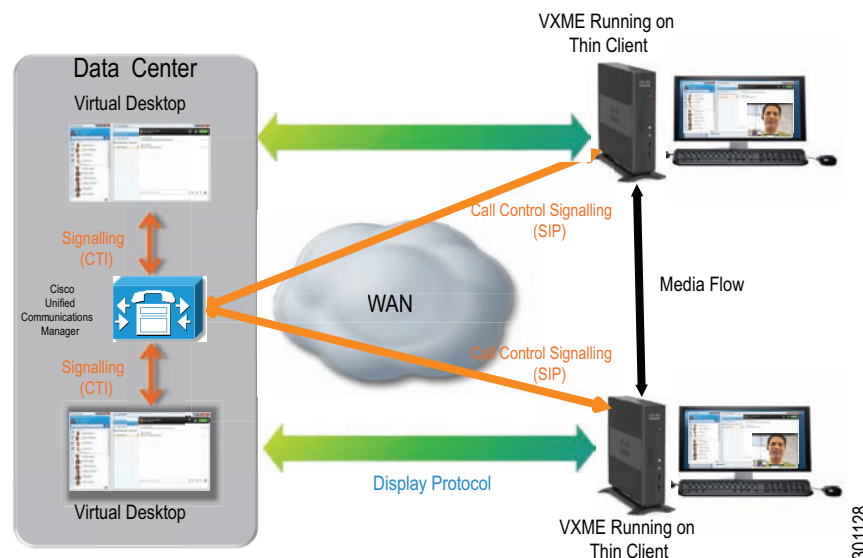 VXME Running on
Thin Client
Data Center
Virtual Desktop
Call Control Signalling
(SIP)
Signalling
(CTI)
Cisco
Unified
Communications
Manager
WAN
Media Flow
Signalling
(CTI)
Call Control Signalling
(SIP)
Display Protocol
Virtual Desktop
VXME Running on
Thin Client
301128